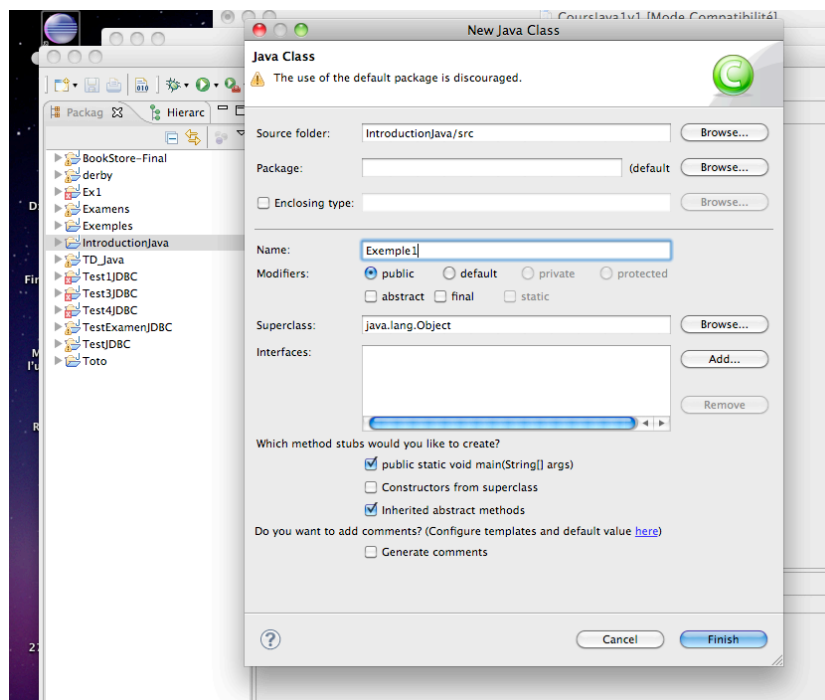 CoursJava1v1 [Mode Compatibilité]
New Java Class
Java Class
The use of the default package is discouraged.
Packag
Hierarc
Source folder: IntroductionJava/src Browse...
Package: (default Browse...
Enclosing type: Browse...
BookStore-Final
derby
Ex1
Examens
Exemples
IntroductionJava
TD_Java
Test1JDBC
Test3JDBC
Test4JDBC
TestExamenJDBC
TestJDBC
Toto
Name: Exemple1
Modifiers: public default private protected
abstract final static
Superclass: java.lang.Object Browse...
Interfaces: Add...
Remove
Which method stubs would you like to create?
public static void main(String[] args)
Constructors from superclass
Inherited abstract methods
Do you want to add comments? (Configure templates and default value here)
Generate comments
? Cancel Finish